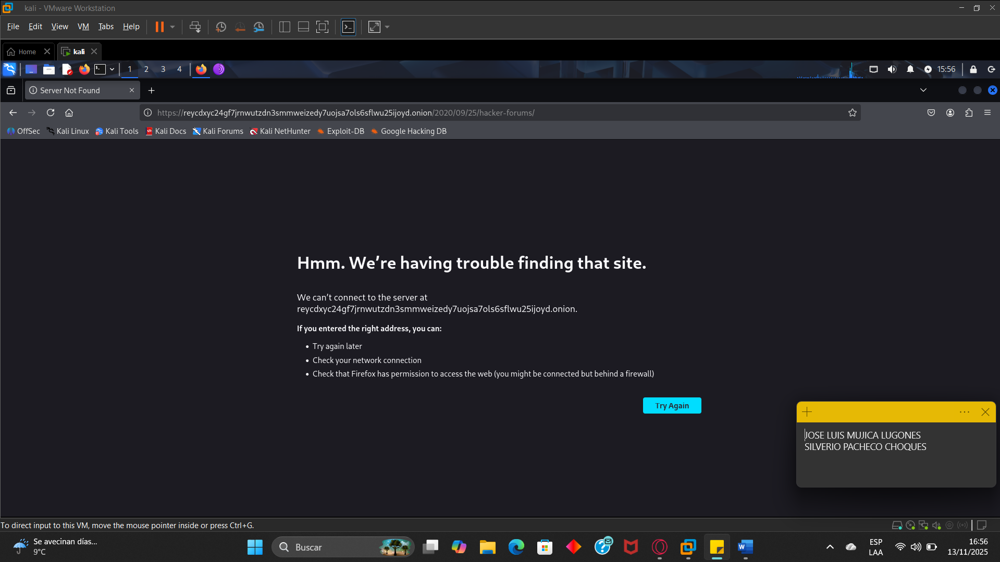 kali - VMware Workstation
File Edit View VM Tabs Help
Home kali
1 2 3 4 15:56
Server Not Found
https://reycdxyc24gf7jrnwutzdn3smmweizedy7uojsa7ols6sflwu25ijoyd.onion/2020/09/25/hacker-forums/
OffSec Kali Linux Kali Tools Kali Docs Kali Forums Kali NetHunter Exploit-DB Google Hacking DB
Hmm. We’re having trouble finding that site.
We can’t connect to the server at
reycdxyc24gf7jrnwutzdn3smmweizedy7uojsa7ols6sflwu25ijoyd.onion.
If you entered the right address, you can:
• Try again later
• Check your network connection
• Check that Firefox has permission to access the web (you might be connected but behind a firewall)
Try Again
JOSE LUIS MUJICA LUGONES
SILVERIO PACHECO CHOQUES
To direct input to this VM, move the mouse pointer inside or press Ctrl+G.
Se avecinan días...
9°C
Buscar
ESP
LAA
16:56
13/11/2025